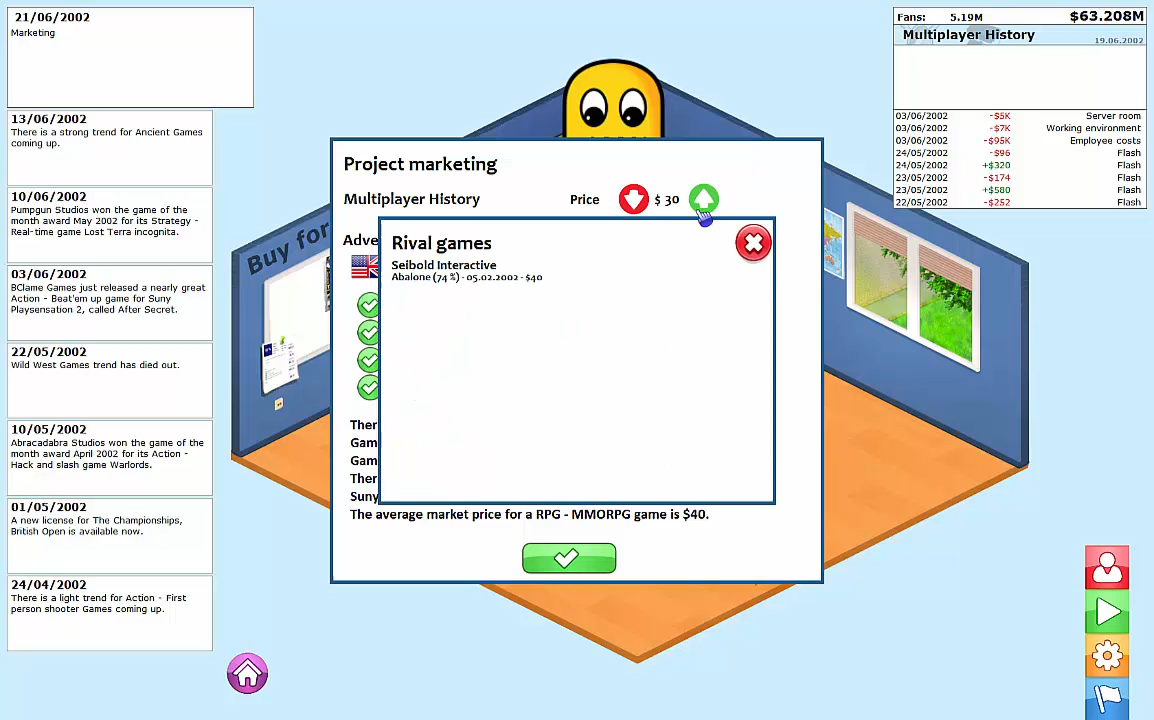 21/06/2002
Marketing
13/06/2002
There is a strong trend for Ancient Games
coming up.
10/06/2002
Pumpgun Studios won the game of the
month award May 2002 for its Strategy -
Real-time game Lost Terra incognita.
03/06/2002
BClame Games just released a nearly great
Action - Beat'em up game for Suny
Playsensation 2, called After Secret.
22/05/2002
Wild West Games trend has died out.
10/05/2002
Abracadabra Studios won the game of the
month award April 2002 for its Action -
Hack and slash game Warlords.
01/05/2002
A new license for The Championships,
British Open is available now.
24/04/2002
There is a light trend for Action - First
person shooter Games coming up.
Buy for
Project marketing
Multiplayer History Price $ 30
Adve
Rival games
Seibold Interactive
Abalone (74 %) - 05.02.2002 - $40
Ther
Gam
Gam
Ther
Suny
The average market price for a RPG - MMORPG game is $40.
Fans: 5.19M $63.208M
Multiplayer History 19.06.2002
03/06/2002 -$5K Server room
03/06/2002 -$7K Working environment
03/06/2002 -$95K Employee costs
24/05/2002 -$96 Flash
24/05/2002 +$320 Flash
23/05/2002 -$174 Flash
23/05/2002 +$580 Flash
22/05/2002 -$252 Flash